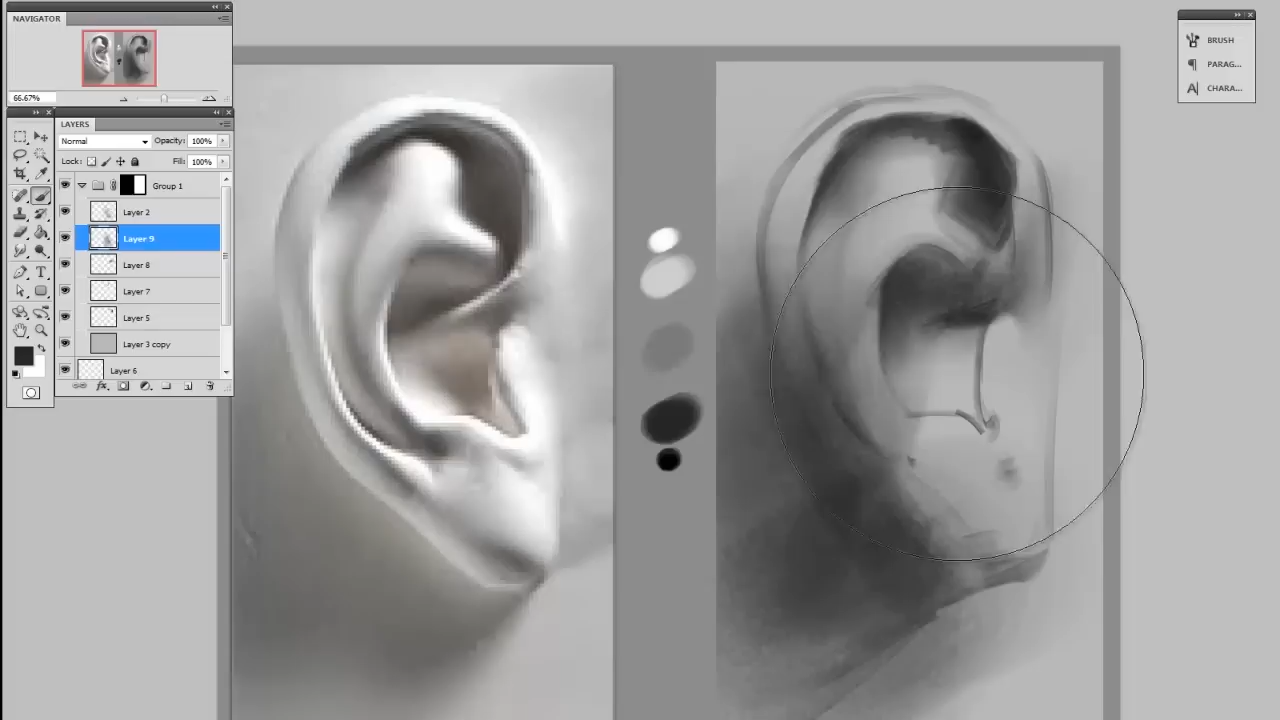 NAVIGATOR
66.67%
LAYERS
Normal
Opacity: 100%
Lock:
Fill: 100%
Group 1
Layer 2
Layer 9
Layer 8
Layer 7
Layer 5
Layer 3 copy
Layer 6
BRUSH
PARAG...
CHARA...